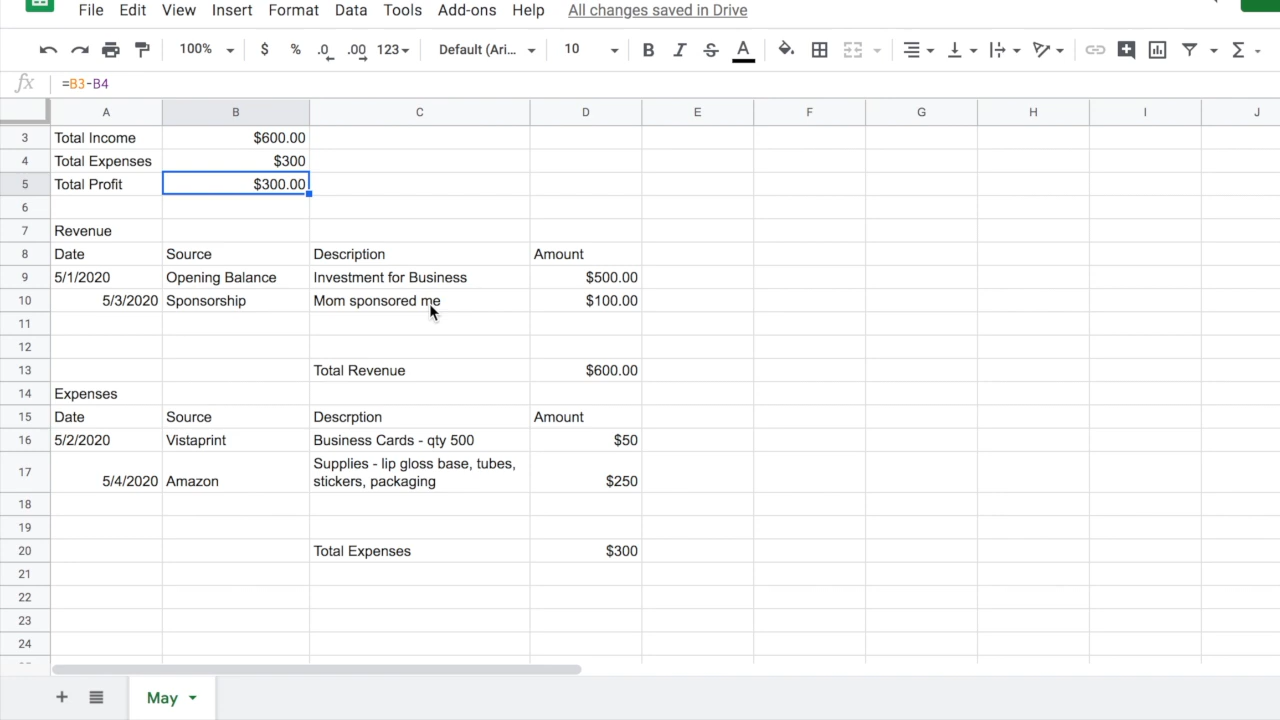 File Edit View Insert Format Data Tools Add-ons Help All changes saved in Drive
100% $ % .0 .00 123 Default (Ari... 10 B I S A Σ
fx =B3-B4
A B C D E F G H I J
3 Total Income $600.00
4 Total Expenses $300
5 Total Profit $300.00
6
7 Revenue
8 Date Source Description Amount
9 5/1/2020 Opening Balance Investment for Business $500.00
10 5/3/2020 Sponsorship Mom sponsored me $100.00
11
12
13 Total Revenue $600.00
14 Expenses
15 Date Source Descrption Amount
16 5/2/2020 Vistaprint Business Cards - qty 500 $50
Supplies - lip gloss base, tubes,
17 5/4/2020 Amazon stickers, packaging $250
18
19
20 Total Expenses $300
21
22
23
24
+ May